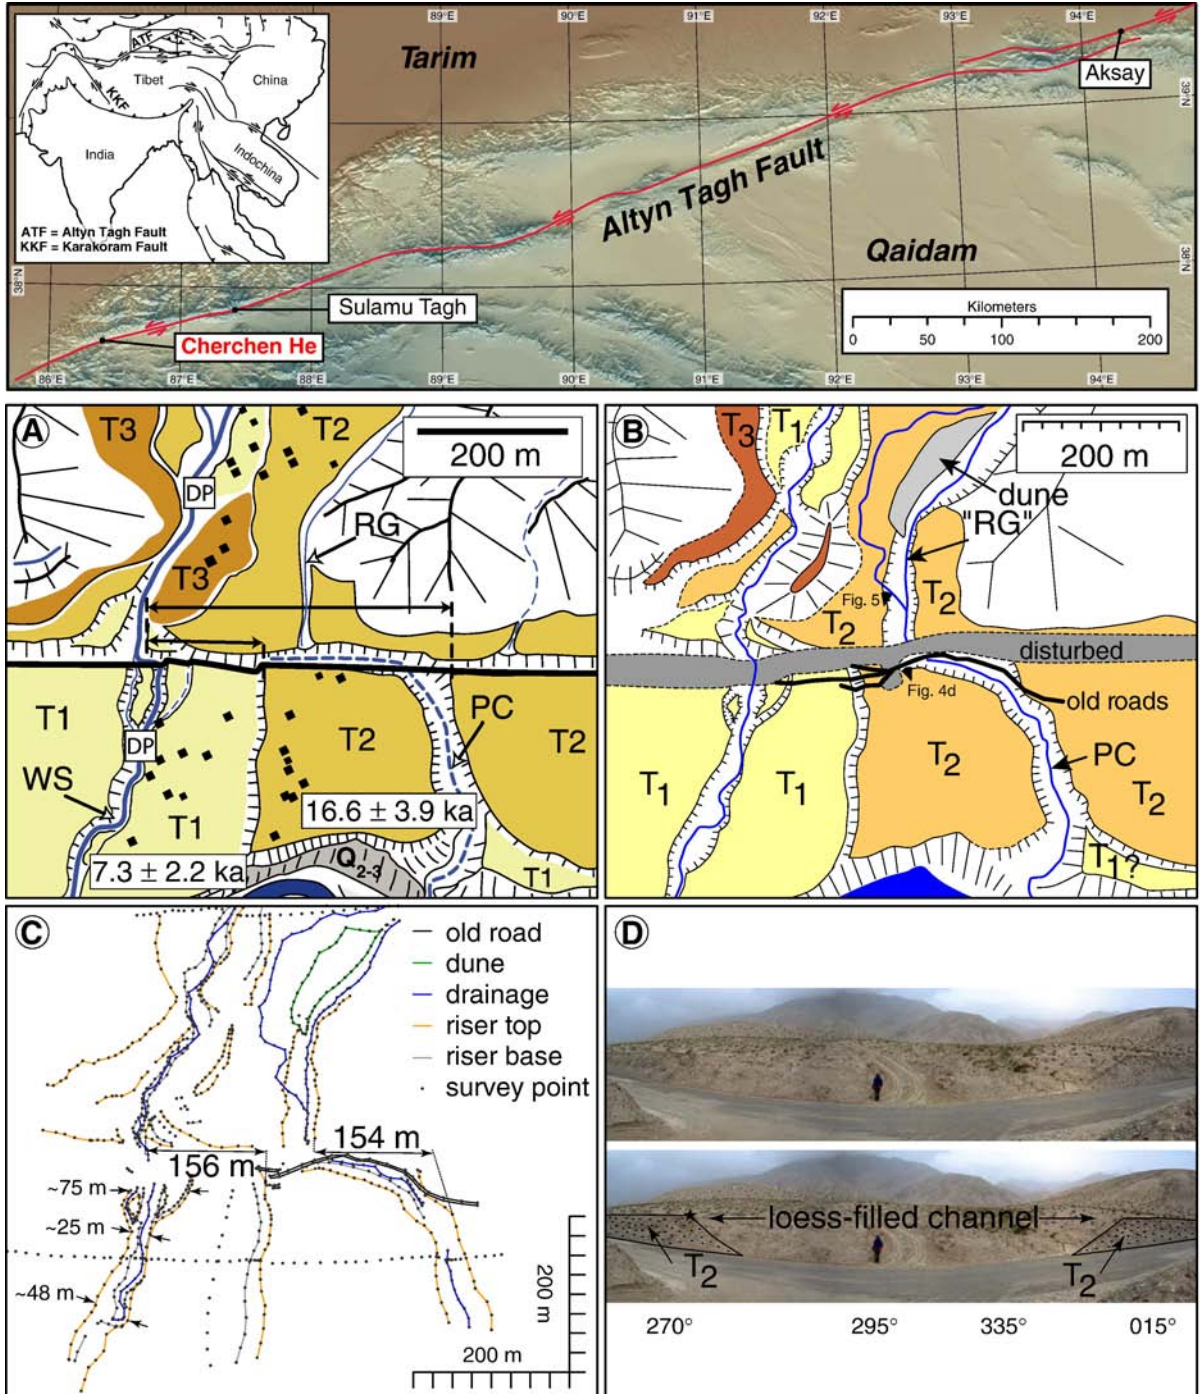 89°E
90°E
91°E
92°E
93°E
94°E
Tarim
Aksay
39°N
ATF
Tibet
China
KKF
India
Indochina
ATF = Altyn Tagh Fault
KKF = Karakoram Fault
Altyn Tagh Fault
Qaidam
38°N
38°N
Sulamu Tagh
Cherchen He
Kilometers
0 50 100 200
86°E
87°E
88°E
89°E
90°E
91°E
92°E
93°E
94°E
A
T3
T2
200 m
DP
RG
T3
T1
DP
WS
T1
T2
PC
T2
16.6 ± 3.9 ka
7.3 ± 2.2 ka
Q2-3
T1
B
T3
T1
200 m
dune
"RG"
Fig. 5
T2
T2
disturbed
Fig. 4d
old roads
T1
T1
T2
PC
T2
T1?
C
old road
dune
drainage
riser top
riser base
survey point
154 m
156 m
~75 m
~25 m
~48 m
200 m
200 m
D
loess-filled channel
T2
T2
270° 295° 335° 015°